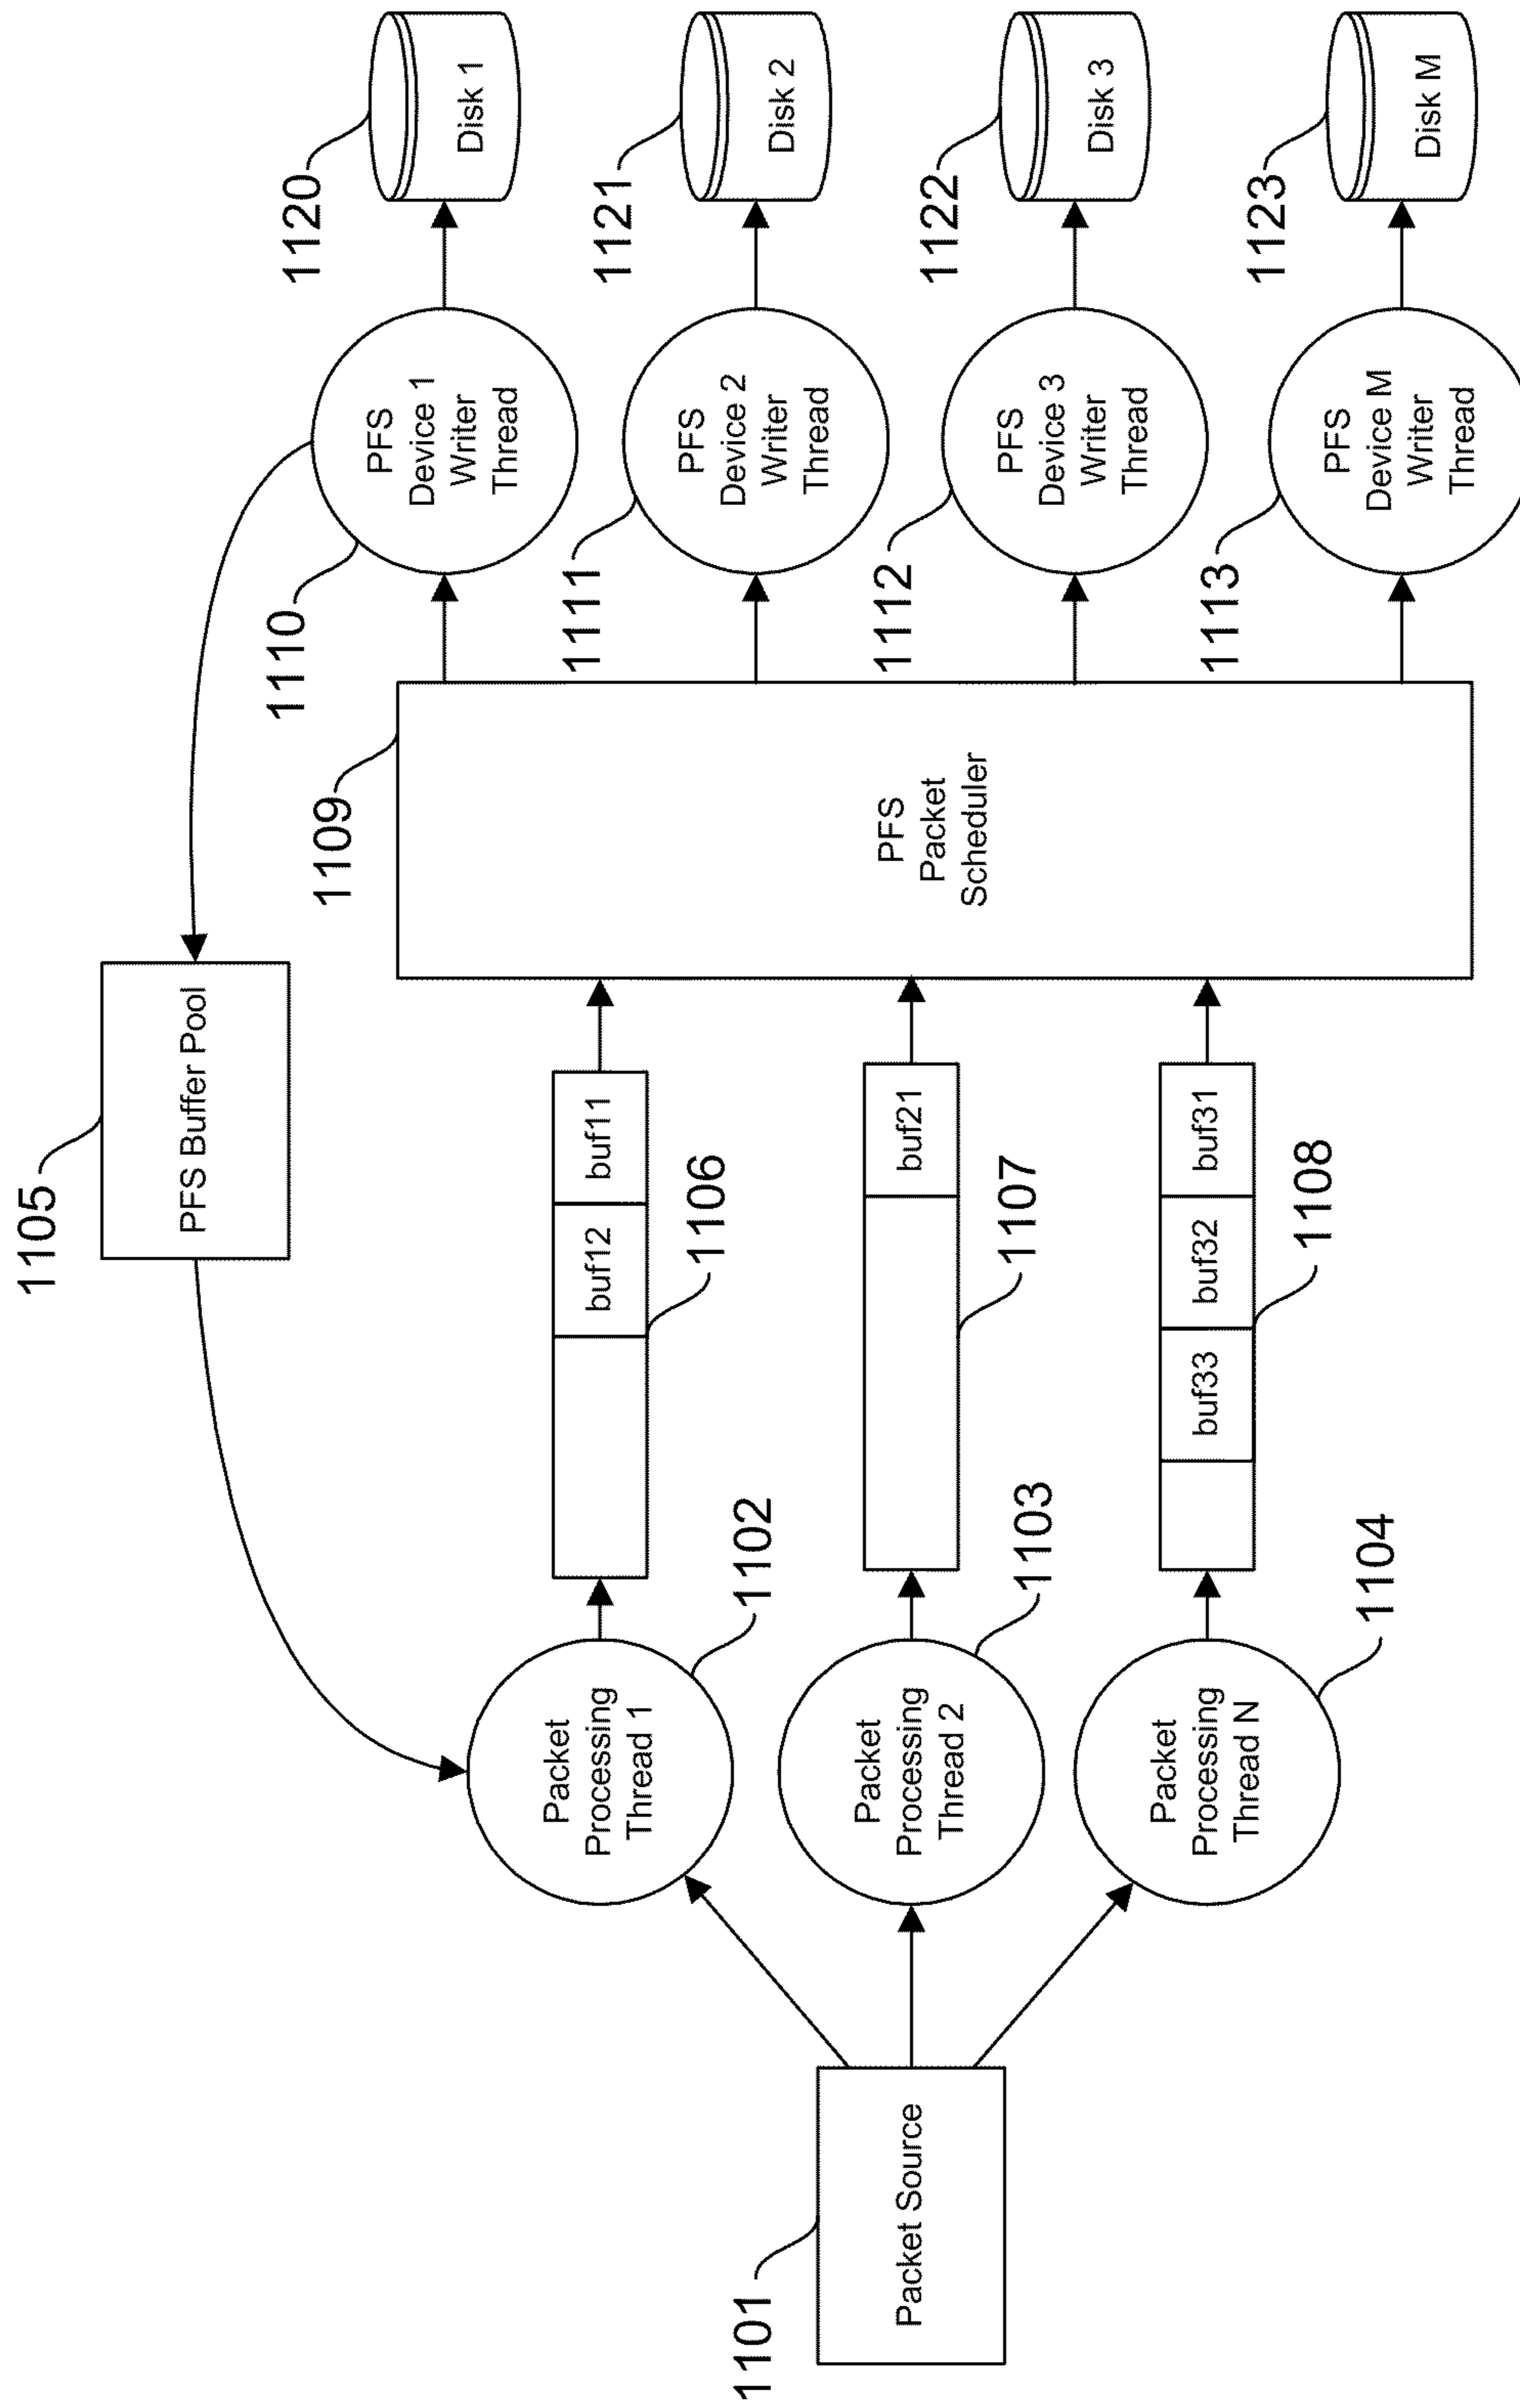 1105
PFS Buffer Pool
1101
Packet Source
1102
Packet
Processing
Thread 1
1103
Packet
Processing
Thread 2
1104
Packet
Processing
Thread N
buf12
buf11
1106
buf21
1107
buf33
buf32
buf31
1108
1109
PFS
Packet
Scheduler
1110
PFS
Device 1
Writer
Thread
1111
PFS
Device 2
Writer
Thread
1112
PFS
Device 3
Writer
Thread
1113
PFS
Device M
Writer
Thread
1120
Disk 1
1121
Disk 2
1122
Disk 3
1123
Disk M